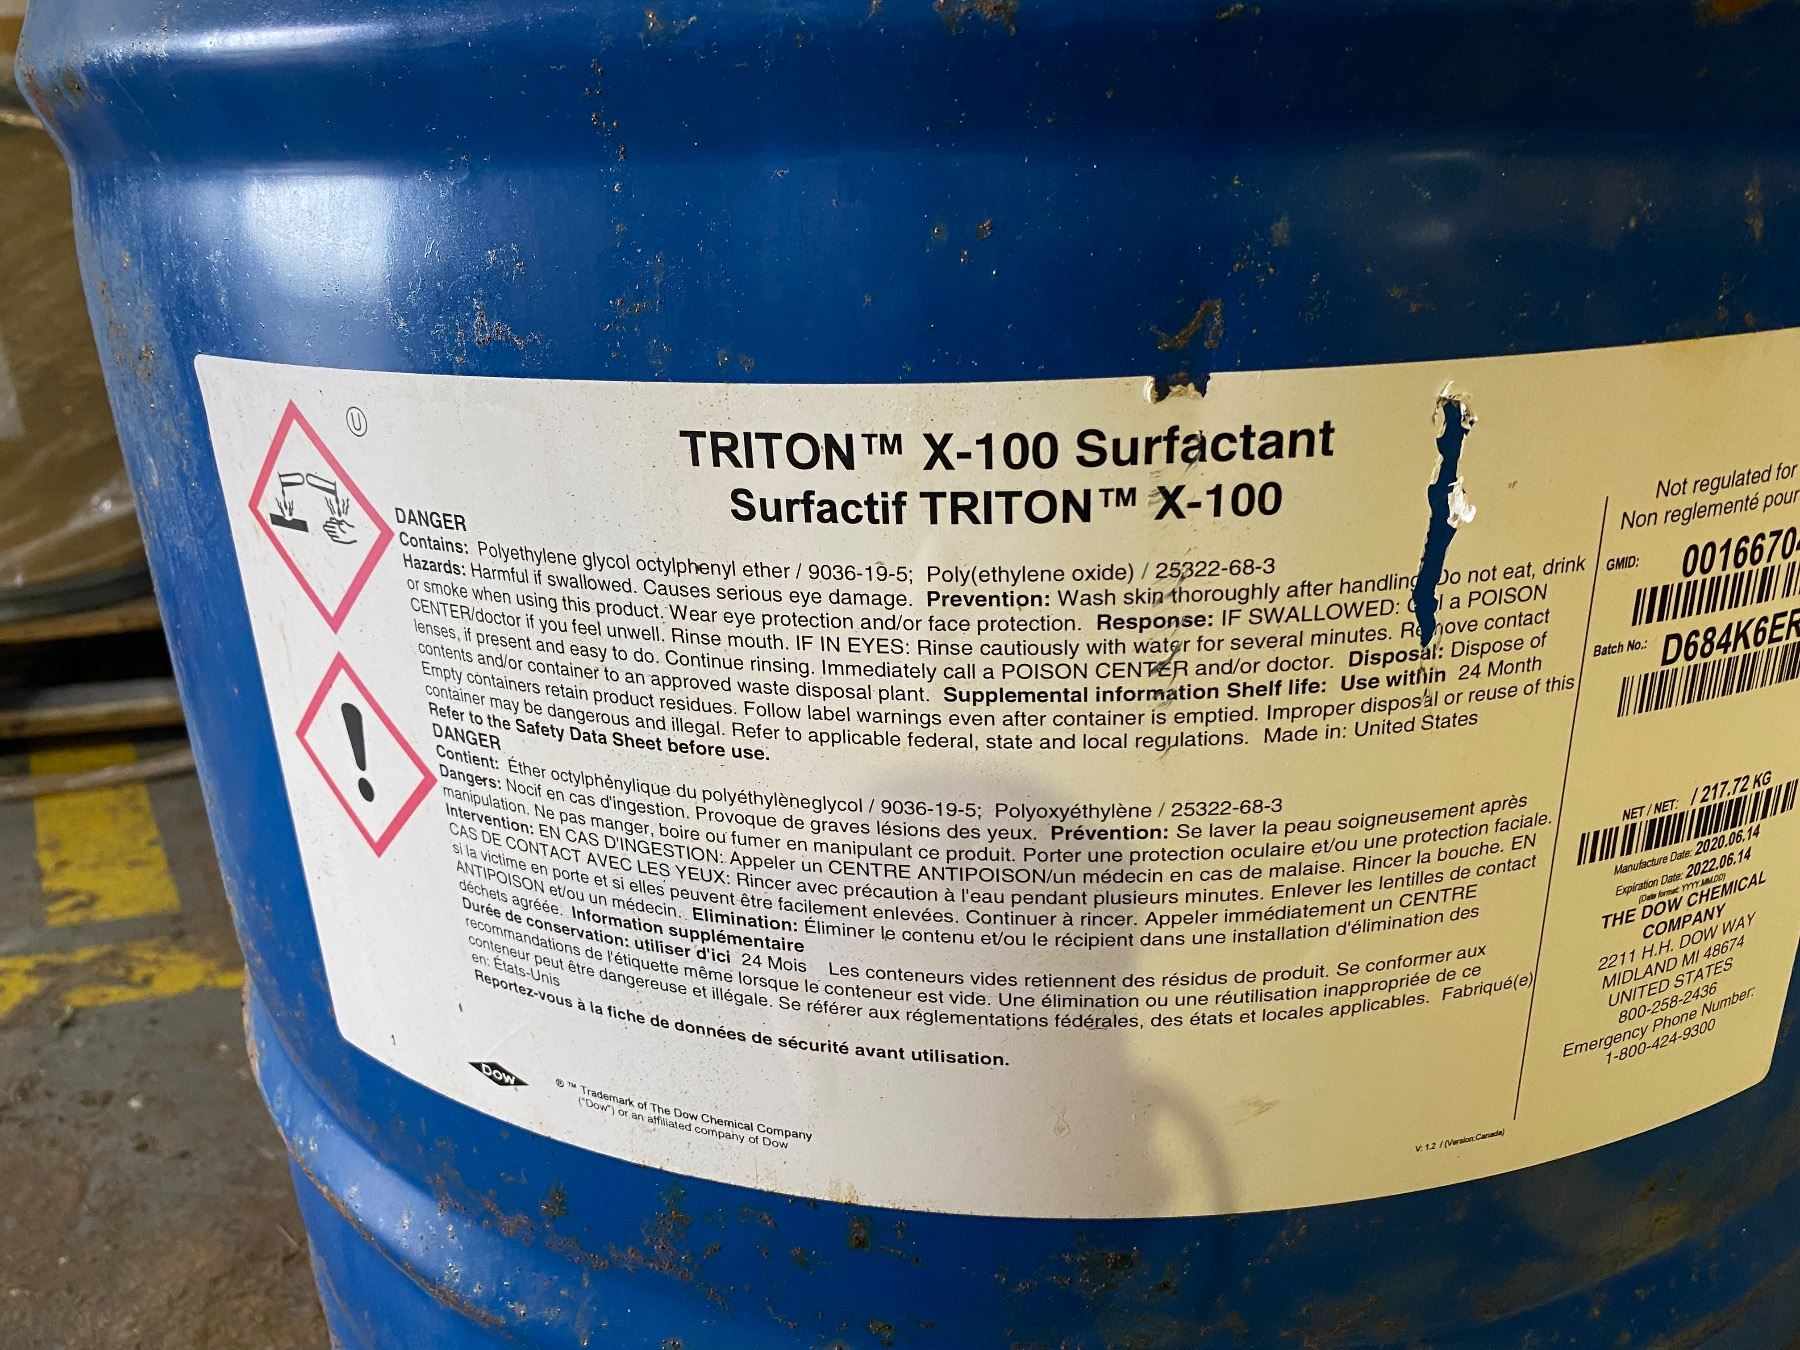 Ⓤ
TRITON™ X-100 Surfactant
Surfactif TRITON™ X-100
DANGER
Contains: Polyethylene glycol octylphenyl ether / 9036-19-5; Poly(ethylene oxide) / 25322-68-3
Hazards: Harmful if swallowed. Causes serious eye damage. Prevention: Wash skin thoroughly after handling Do not eat, drink
or smoke when using this product. Wear eye protection and/or face protection. Response: IF SWALLOWED: a POISON
CENTER/doctor if you feel unwell. Rinse mouth. IF IN EYES: Rinse cautiously with water for several minutes. Remove contact
lenses, if present and easy to do. Continue rinsing. Immediately call a POISON CENTER and/or doctor. Disposal: Dispose of
contents and/or container to an approved waste disposal plant. Supplemental information Shelf life: Use within 24 Month
Empty containers retain product residues. Follow label warnings even after container is emptied. Improper disposal or reuse of this
container may be dangerous and illegal. Refer to applicable federal, state and local regulations. Made in: United States
Refer to the Safety Data Sheet before use.
DANGER
Contient: Éther octylphénylique du polyéthylèneglycol / 9036-19-5; Polyoxyéthylène / 25322-68-3
Dangers: Nocif en cas d'ingestion. Provoque de graves lésions des yeux. Prévention: Se laver la peau soigneusement après
manipulation. Ne pas manger, boire ou fumer en manipulant ce produit. Porter une protection oculaire et/ou une protection faciale.
Intervention: EN CAS D'INGESTION: Appeler un CENTRE ANTIPOISON/un médecin en cas de malaise. Rincer la bouche. EN
CAS DE CONTACT AVEC LES YEUX: Rincer avec précaution à l'eau pendant plusieurs minutes. Enlever les lentilles de contact
si la victime en porte et si elles peuvent être facilement enlevées. Continuer à rincer. Appeler immédiatement un CENTRE
ANTIPOISON et/ou un médecin. Elimination: Éliminer le contenu et/ou le récipient dans une installation d'élimination des
déchets agréée. Information supplémentaire
Durée de conservation: utiliser d'ici 24 Mois Les conteneurs vides retiennent des résidus de produit. Se conformer aux
recommandations de l'étiquette même lorsque le conteneur est vide. Une élimination ou une réutilisation inappropriée de ce
conteneur peut être dangereuse et illégale. Se référer aux réglementations fédérales, des états et locales applicables. Fabriqué(e)
en: États-Unis
Reportez-vous à la fiche de données de sécurité avant utilisation.
Dow
® ™ Trademark of The Dow Chemical Company
("Dow") or an affiliated company of Dow
V: 1.2 / (Version:Canada)
Not regulated for
Non reglementé pour
GMID: 00166704
Batch No.: D684K6ER
NET / NET: / 217.72 KG
Manufacture Date: 2020.06.14
Expiration Date: 2022.06.14
(Date format: YYYY.MM.DD)
THE DOW CHEMICAL
COMPANY
2211 H.H. DOW WAY
MIDLAND MI 48674
UNITED STATES
800-258-2436
Emergency Phone Number:
1-800-424-9300